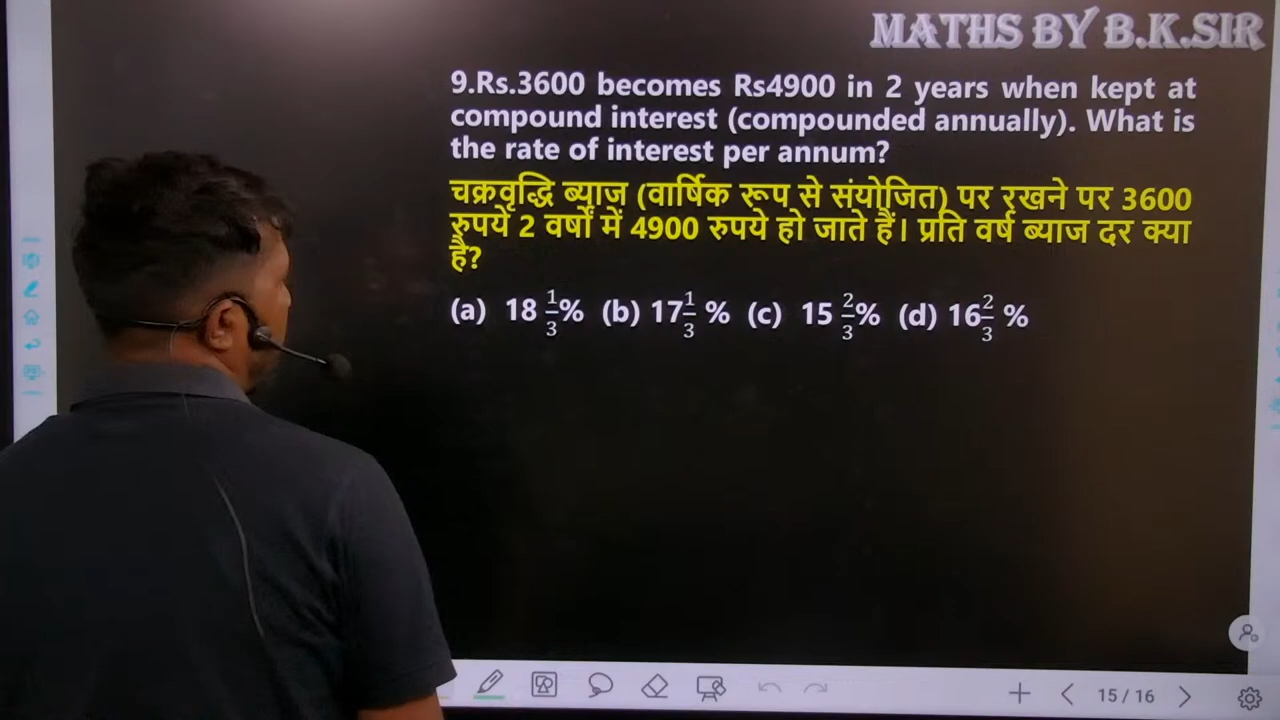 MATHS BY B.K.SIR
9.Rs.3600 becomes Rs4900 in 2 years when kept at
compound interest (compounded annually). What is
the rate of interest per annum?
चक्रवृद्धि ब्याज (वार्षिक रूप से संयोजित) पर रखने पर 3600
रुपये 2 वर्षों में 4900 रुपये हो जाते हैं। प्रति वर्ष ब्याज दर क्या
है?
(a) 18 1/3% (b) 17 1/3 % (c) 15 2/3% (d) 16 2/3 %
15 / 16